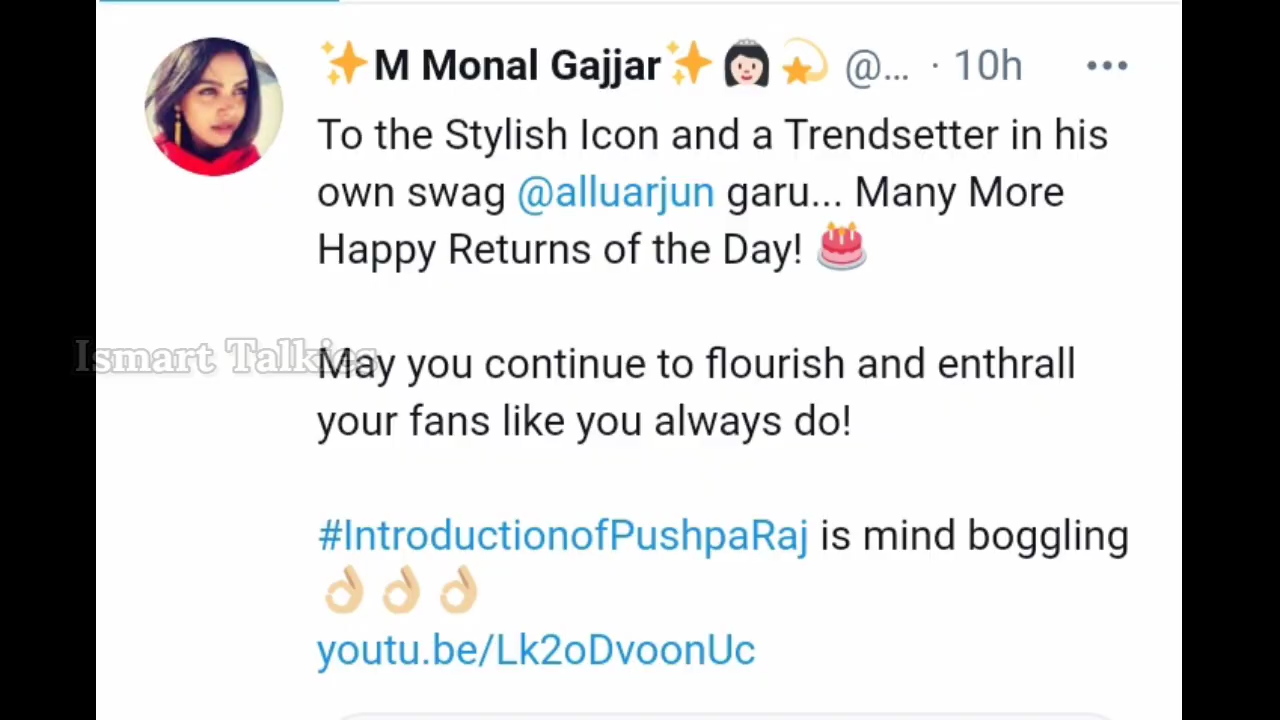 ✨M Monal Gajjar✨👸🏻💫 @... · 10h ...
To the Stylish Icon and a Trendsetter in his
own swag @alluarjun garu... Many More
Happy Returns of the Day! 🎂
Ismart Talkies
May you continue to flourish and enthrall
your fans like you always do!
#IntroductionofPushpaRaj is mind boggling
👌🏼👌🏼👌🏼
youtu.be/Lk2oDvoonUc